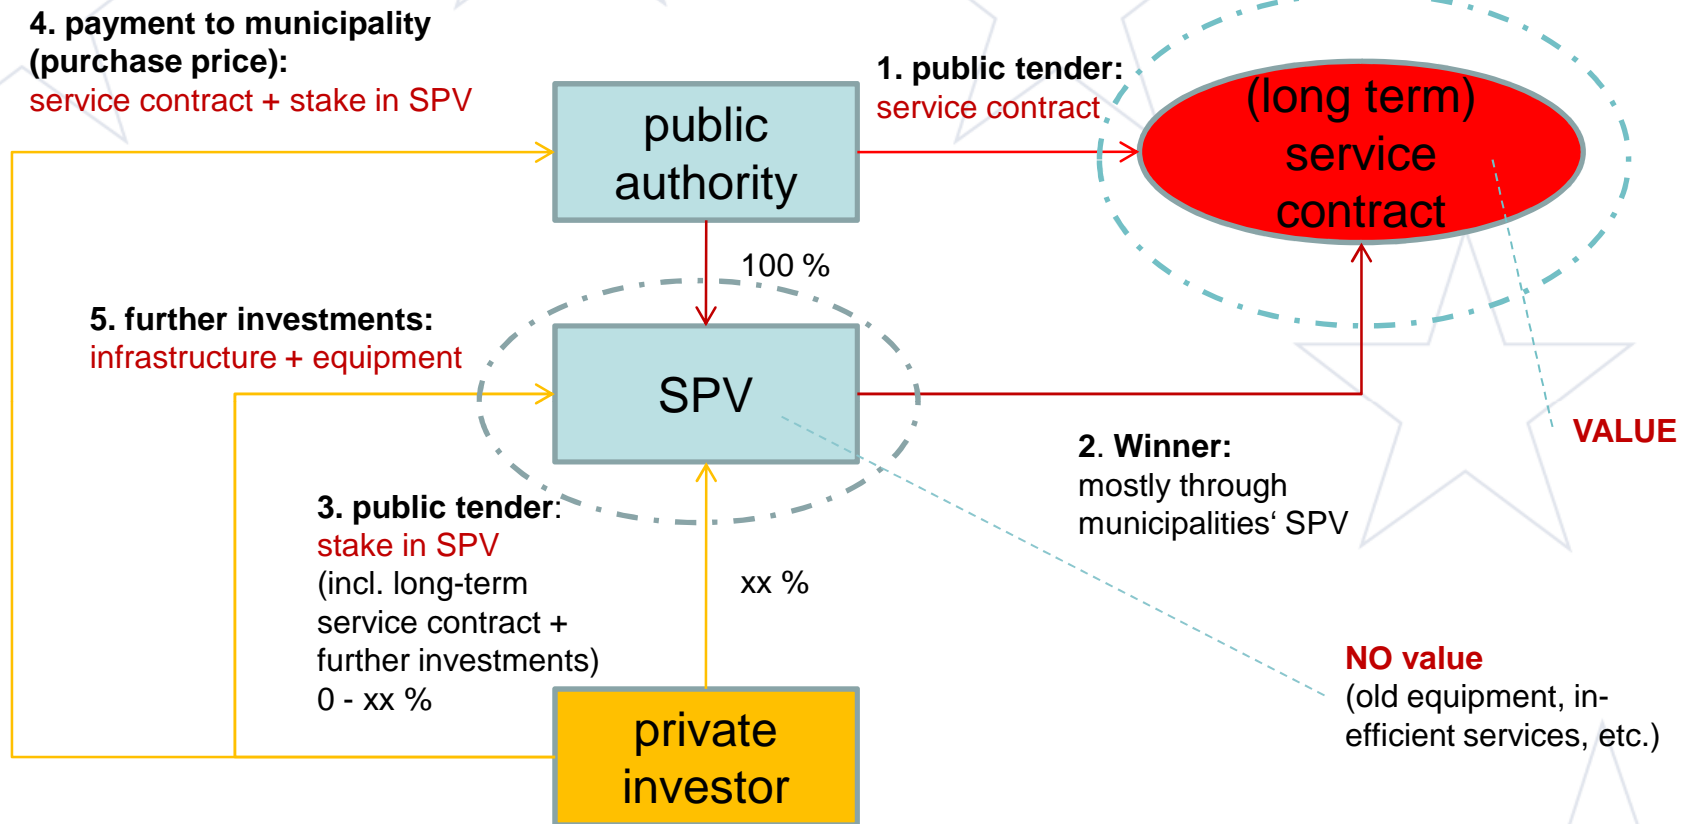 4. payment to municipality
(purchase price):
service contract + stake in SPV
public
authority
1. public tender:
service contract
(long term)
service
contract
100 %
5. further investments:
infrastructure + equipment
SPV
VALUE
2. Winner:
mostly through
municipalities‘ SPV
3. public tender:
stake in SPV
(incl. long-term
service contract +
further investments)
0 - xx %
xx %
NO value
(old equipment, in-
efficient services, etc.)
private
investor